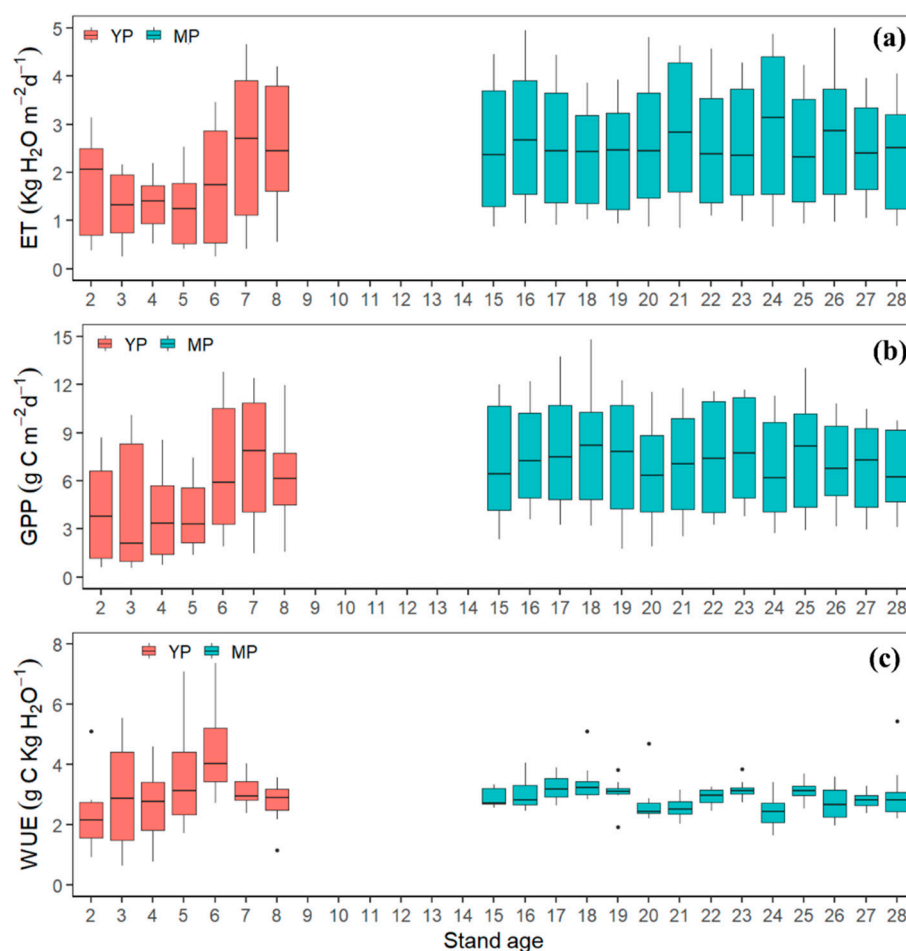 YP MP (a)
ET (Kg H₂O m⁻²d⁻¹)
5
4
3
2
1
0
2 3 4 5 6 7 8 9 10 11 12 13 14 15 16 17 18 19 20 21 22 23 24 25 26 27 28
YP MP (b)
GPP (g C m⁻²d⁻¹)
15
12
9
6
3
0
2 3 4 5 6 7 8 9 10 11 12 13 14 15 16 17 18 19 20 21 22 23 24 25 26 27 28
YP MP (c)
WUE (g C Kg H₂O⁻¹)
8
6
4
2
0
2 3 4 5 6 7 8 9 10 11 12 13 14 15 16 17 18 19 20 21 22 23 24 25 26 27 28
Stand age